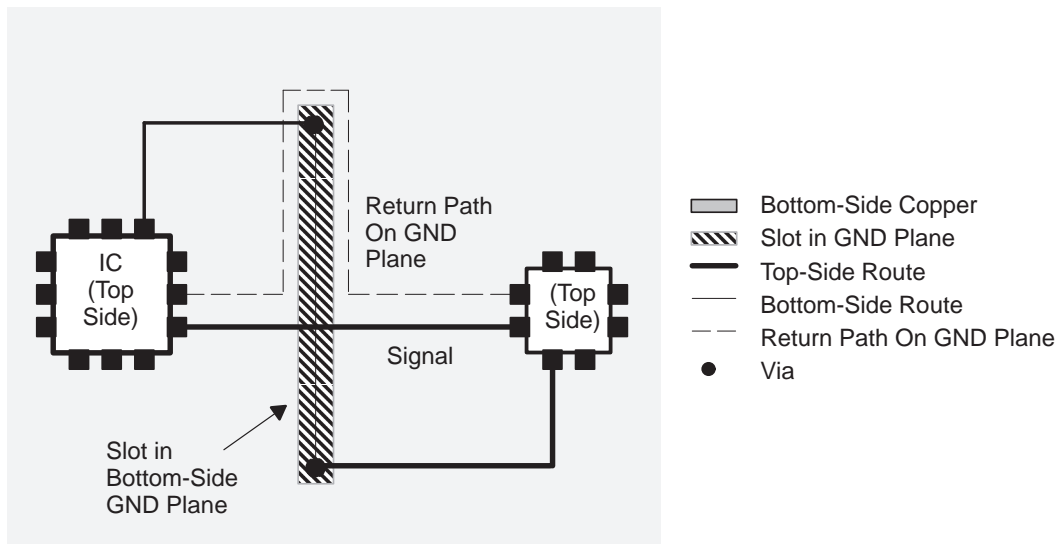 Return Path
On GND
Plane
IC
(Top
Side)
(Top
Side)
Signal
Slot in
Bottom-Side
GND Plane
Bottom-Side Copper
Slot in GND Plane
Top-Side Route
Bottom-Side Route
Return Path On GND Plane
Via